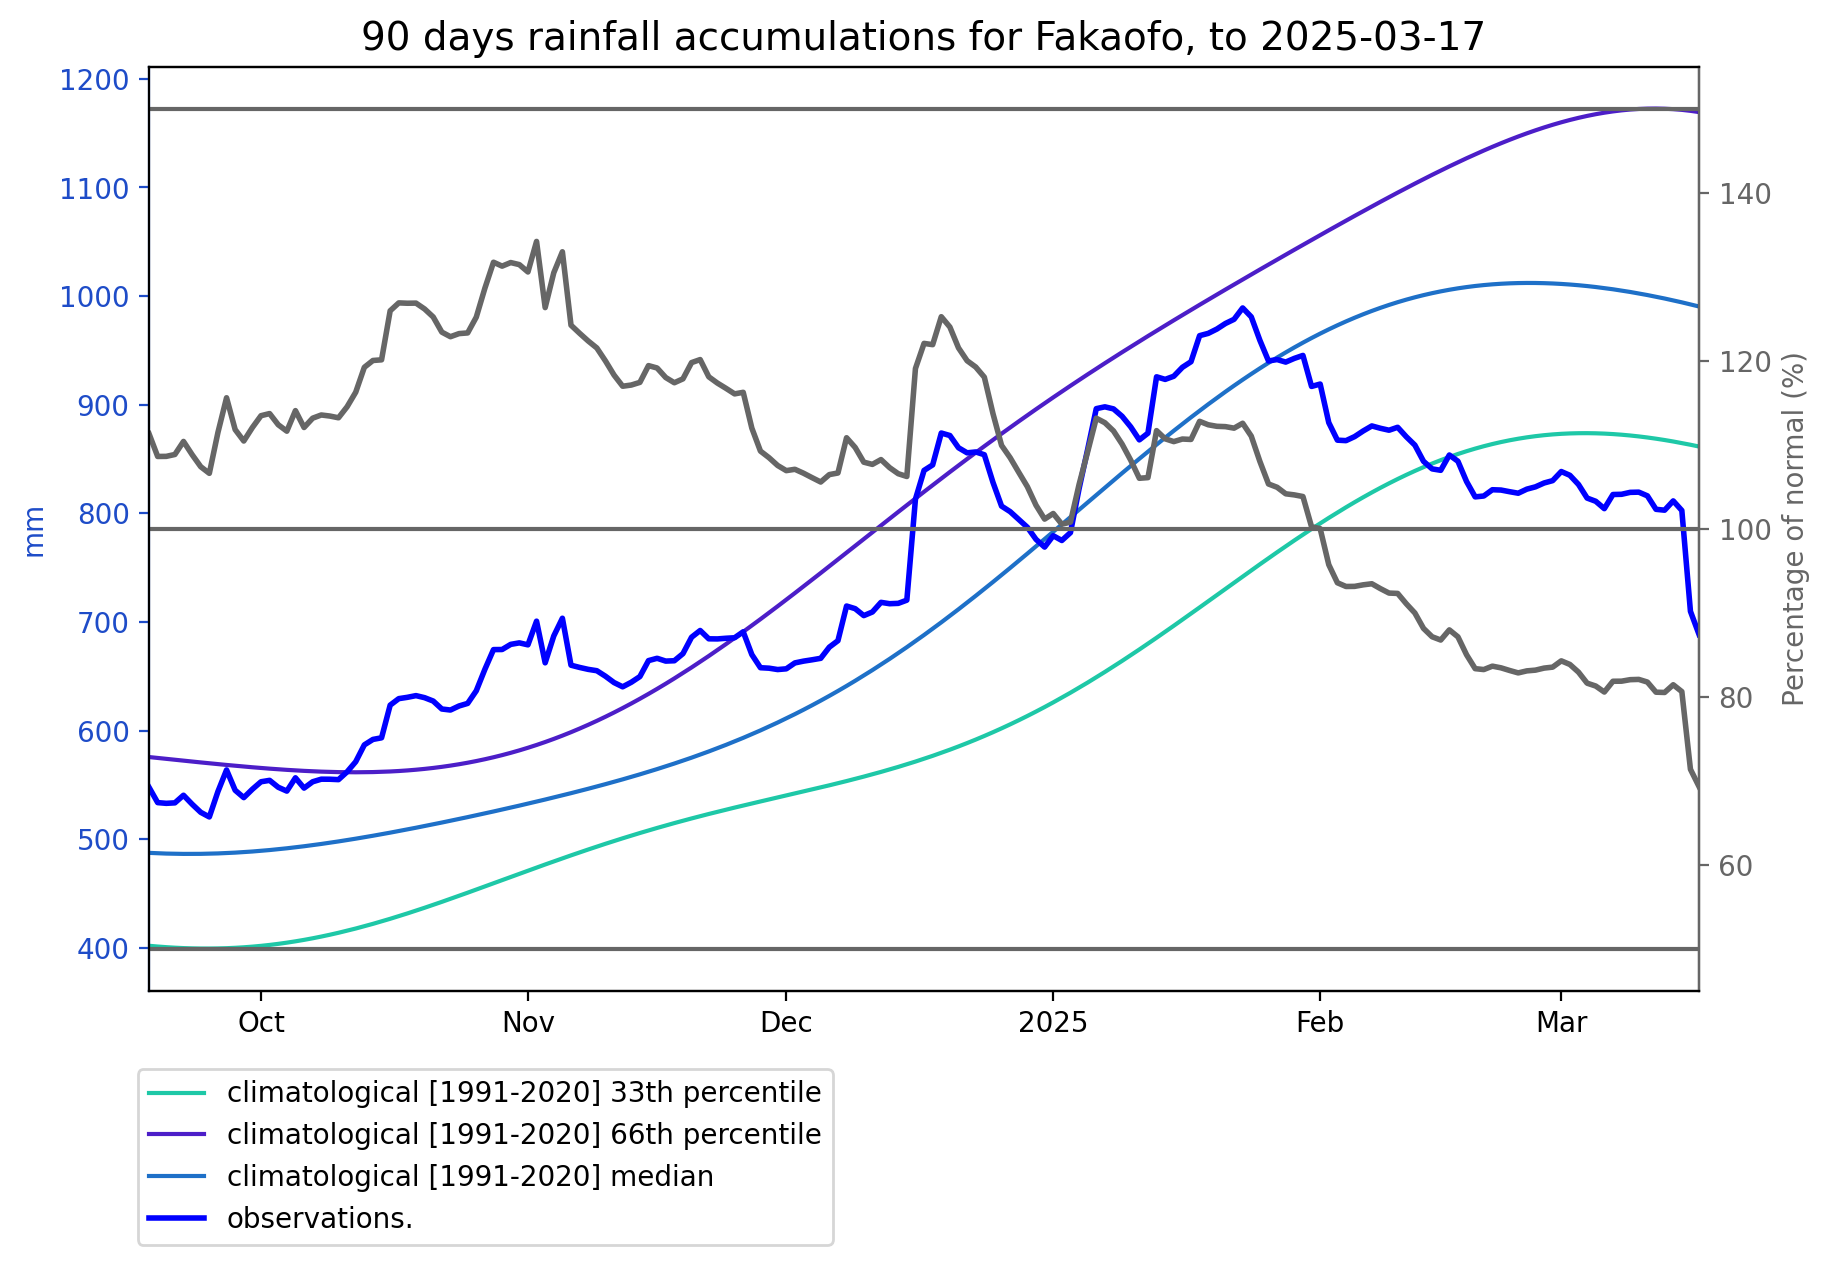 90 days rainfall accumulations for Fakaofo, to 2025-03-17
1200
1100
1000
900
800
700
600
500
400
mm
140
120
100
80
60
Percentage of normal (%)
Oct Nov Dec 2025 Feb Mar
climatological [1991-2020] 33th percentile
climatological [1991-2020] 66th percentile
climatological [1991-2020] median
observations.